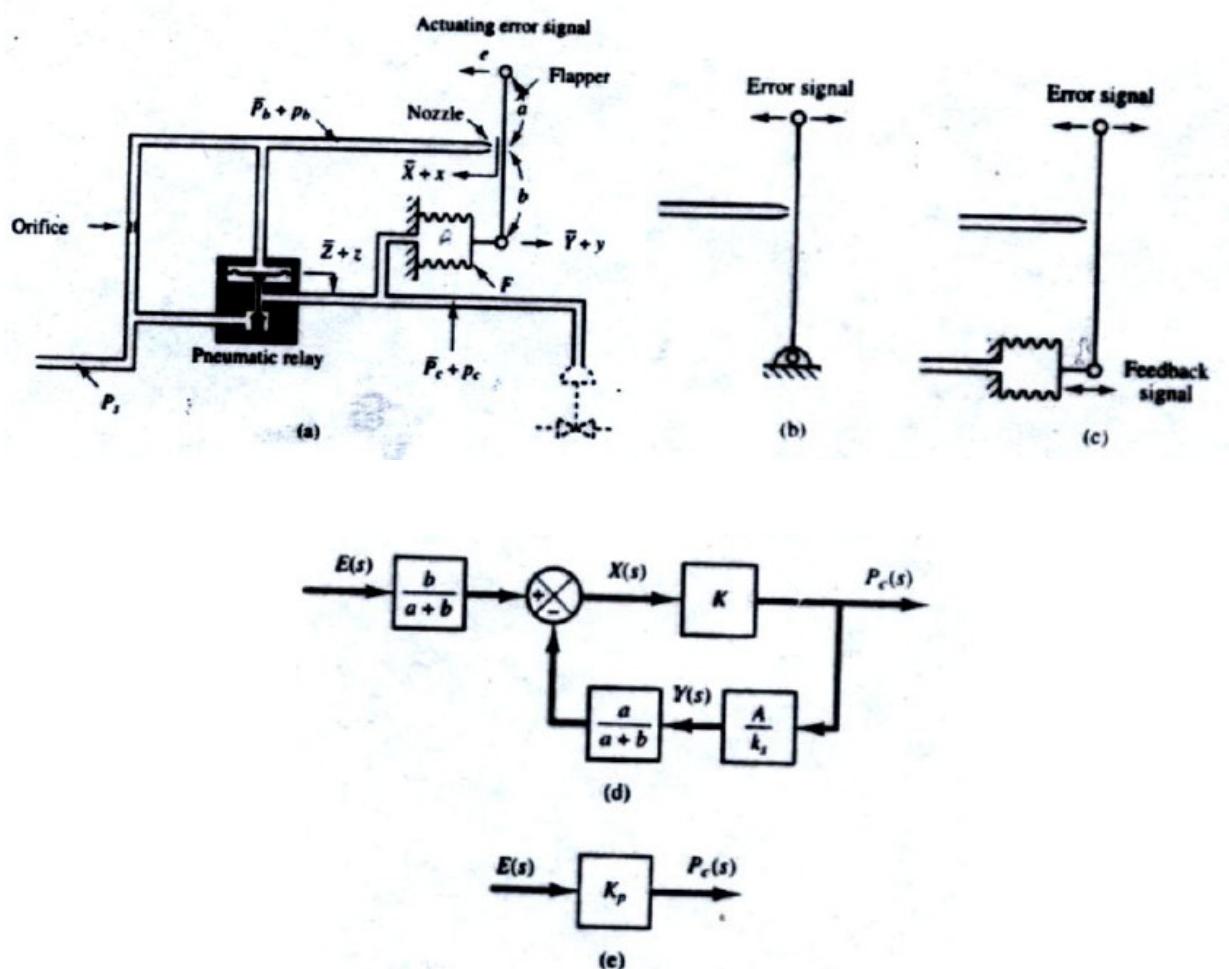 Actuating error signal
e
Flapper
a
Nozzle
P̄b + pb
X̄ + x
b
Orifice
Z̄ + z
Ȳ + y
F
Pneumatic relay
P̄c + pc
Ps
(a)
Error signal
(b)
Error signal
Feedback
signal
(c)
E(s)
b
a + b
+
−
X(s)
K
Pc(s)
Y(s)
a
a + b
A
ks
(d)
E(s)
Kp
Pc(s)
(e)